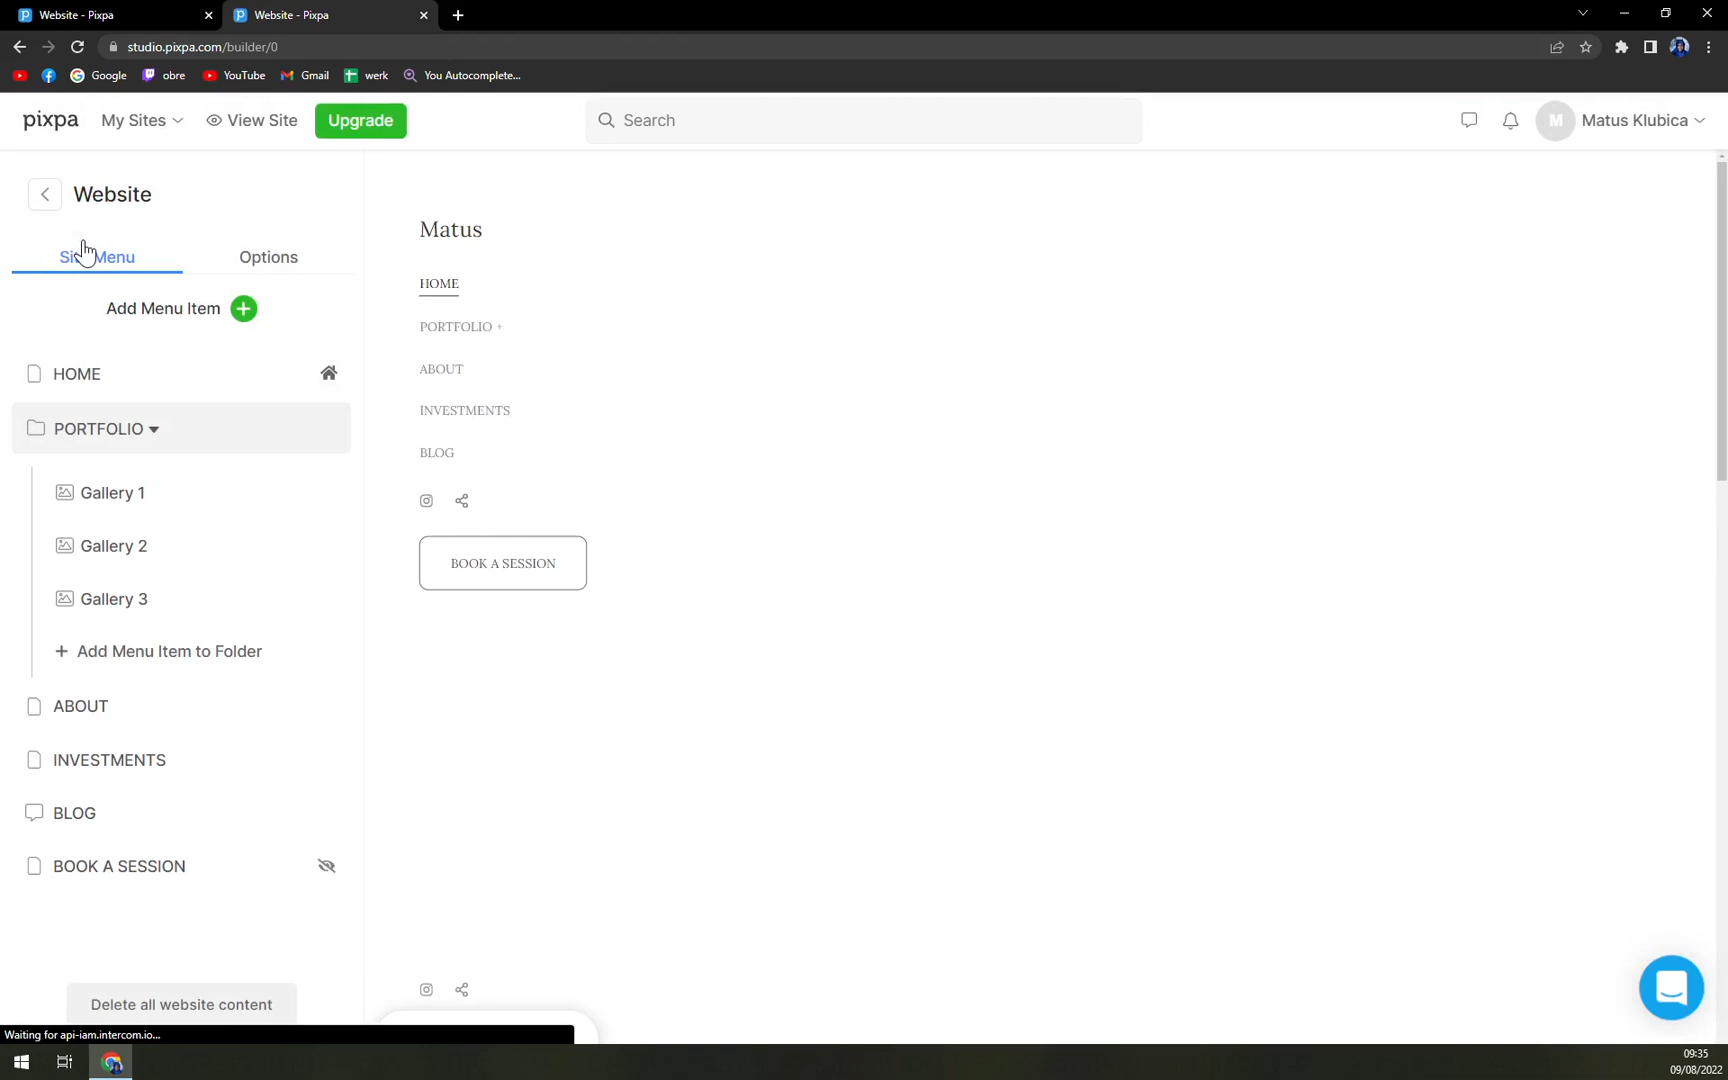 Website - Pixpa
Website - Pixpa
studio.pixpa.com/builder/0
Google
obre
YouTube
Gmail
werk
You Autocomplete...
pixpa
My Sites
View Site
Upgrade
Search
M
Matus Klubica
Website
Menu
Options
Add Menu Item
HOME
PORTFOLIO
Gallery 1
Gallery 2
Gallery 3
+ Add Menu Item to Folder
ABOUT
INVESTMENTS
BLOG
BOOK A SESSION
Delete all website content
Matus
HOME
PORTFOLIO +
ABOUT
INVESTMENTS
BLOG
BOOK A SESSION
Waiting for api-iam.intercom.io...
09:35
09/08/2022